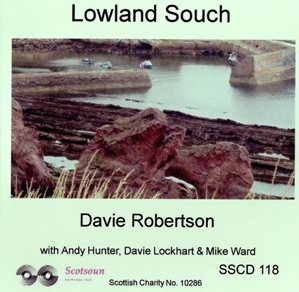 Lowland Souch
Davie Robertson
with Andy Hunter, Davie Lockhart & Mike Ward
Scotsoun
SSCD 118
Scottish Charity No. 10286